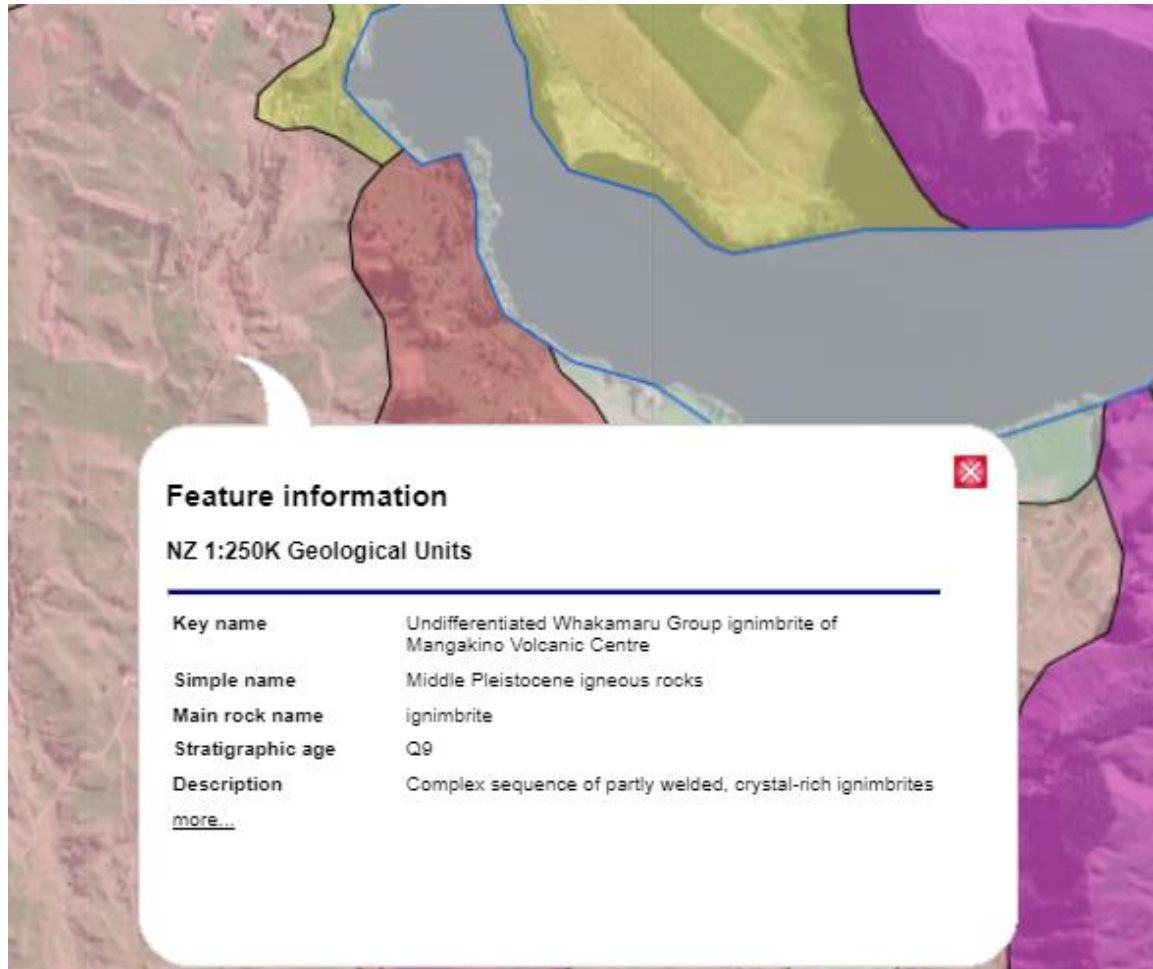 Feature information
NZ 1:250K Geological Units
Key name Undifferentiated Whakamaru Group ignimbrite of
Mangakino Volcanic Centre
Simple name Middle Pleistocene igneous rocks
Main rock name ignimbrite
Stratigraphic age Q9
Description Complex sequence of partly welded, crystal-rich ignimbrites
more...